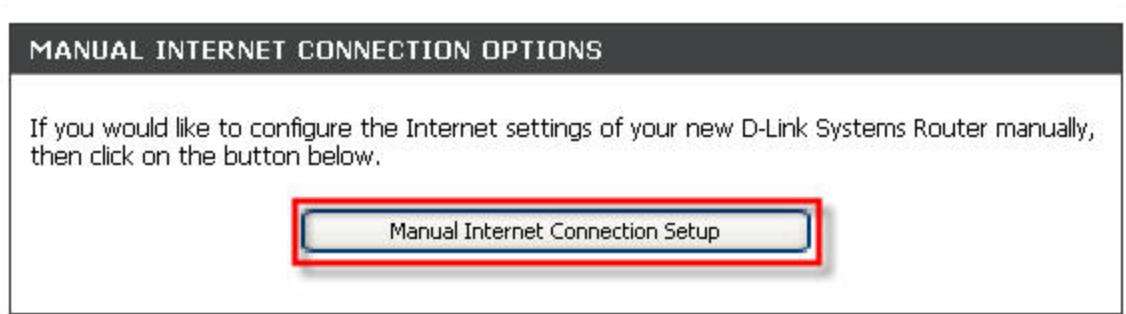 MANUAL INTERNET CONNECTION OPTIONS
If you would like to configure the Internet settings of your new D-Link Systems Router manually,
then click on the button below.
Manual Internet Connection Setup